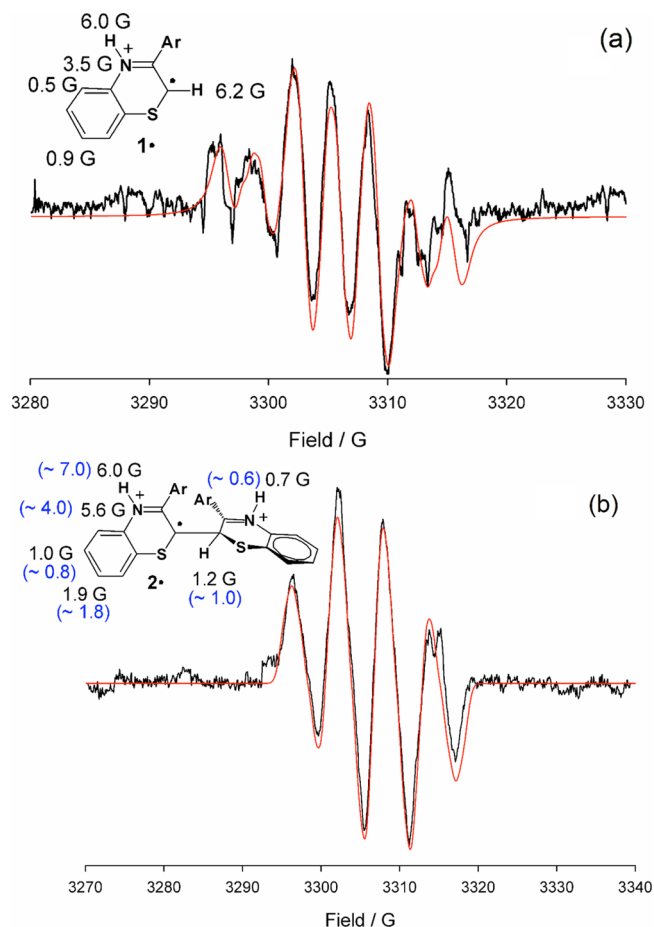 (a)
6.0 G
H
Ar
+
3.5 G
N
•
0.5 G
H
6.2 G
S
0.9 G
1•
3280 3290 3300 3310 3320 3330
Field / G
(b)
(~ 7.0) 6.0 G
(~ 0.6) 0.7 G
H
Ar
Ar
H
+
(~ 4.0) 5.6 G
N
•
N
+
1.0 G
(~ 0.8)
S
H
S
1.9 G
(~ 1.8)
2•
1.2 G
(~ 1.0)
3270 3280 3290 3300 3310 3320 3330 3340
Field / G